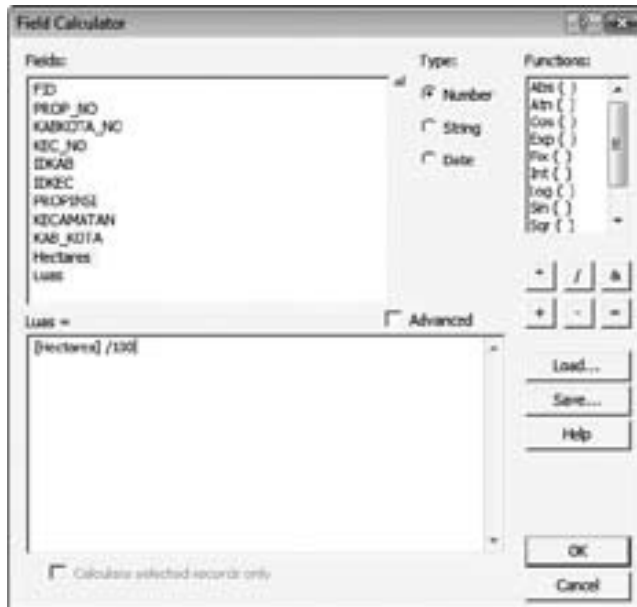 Field Calculator
Fields:
FID
PROP_NO
KABKOTA_NO
KEC_NO
IDKAB
IDKEC
PROPINSI
KECAMATAN
KAB_KOTA
Hectares
Luas
Type:
Number
String
Date
Functions:
Abs ( )
Atn ( )
Cos ( )
Exp ( )
Fix ( )
Int ( )
Log ( )
Sin ( )
Sqr ( )
* / &
+ - =
Luas =
Advanced
[Hectares] /100
Load...
Save...
Help
Calculate selected records only
OK
Cancel